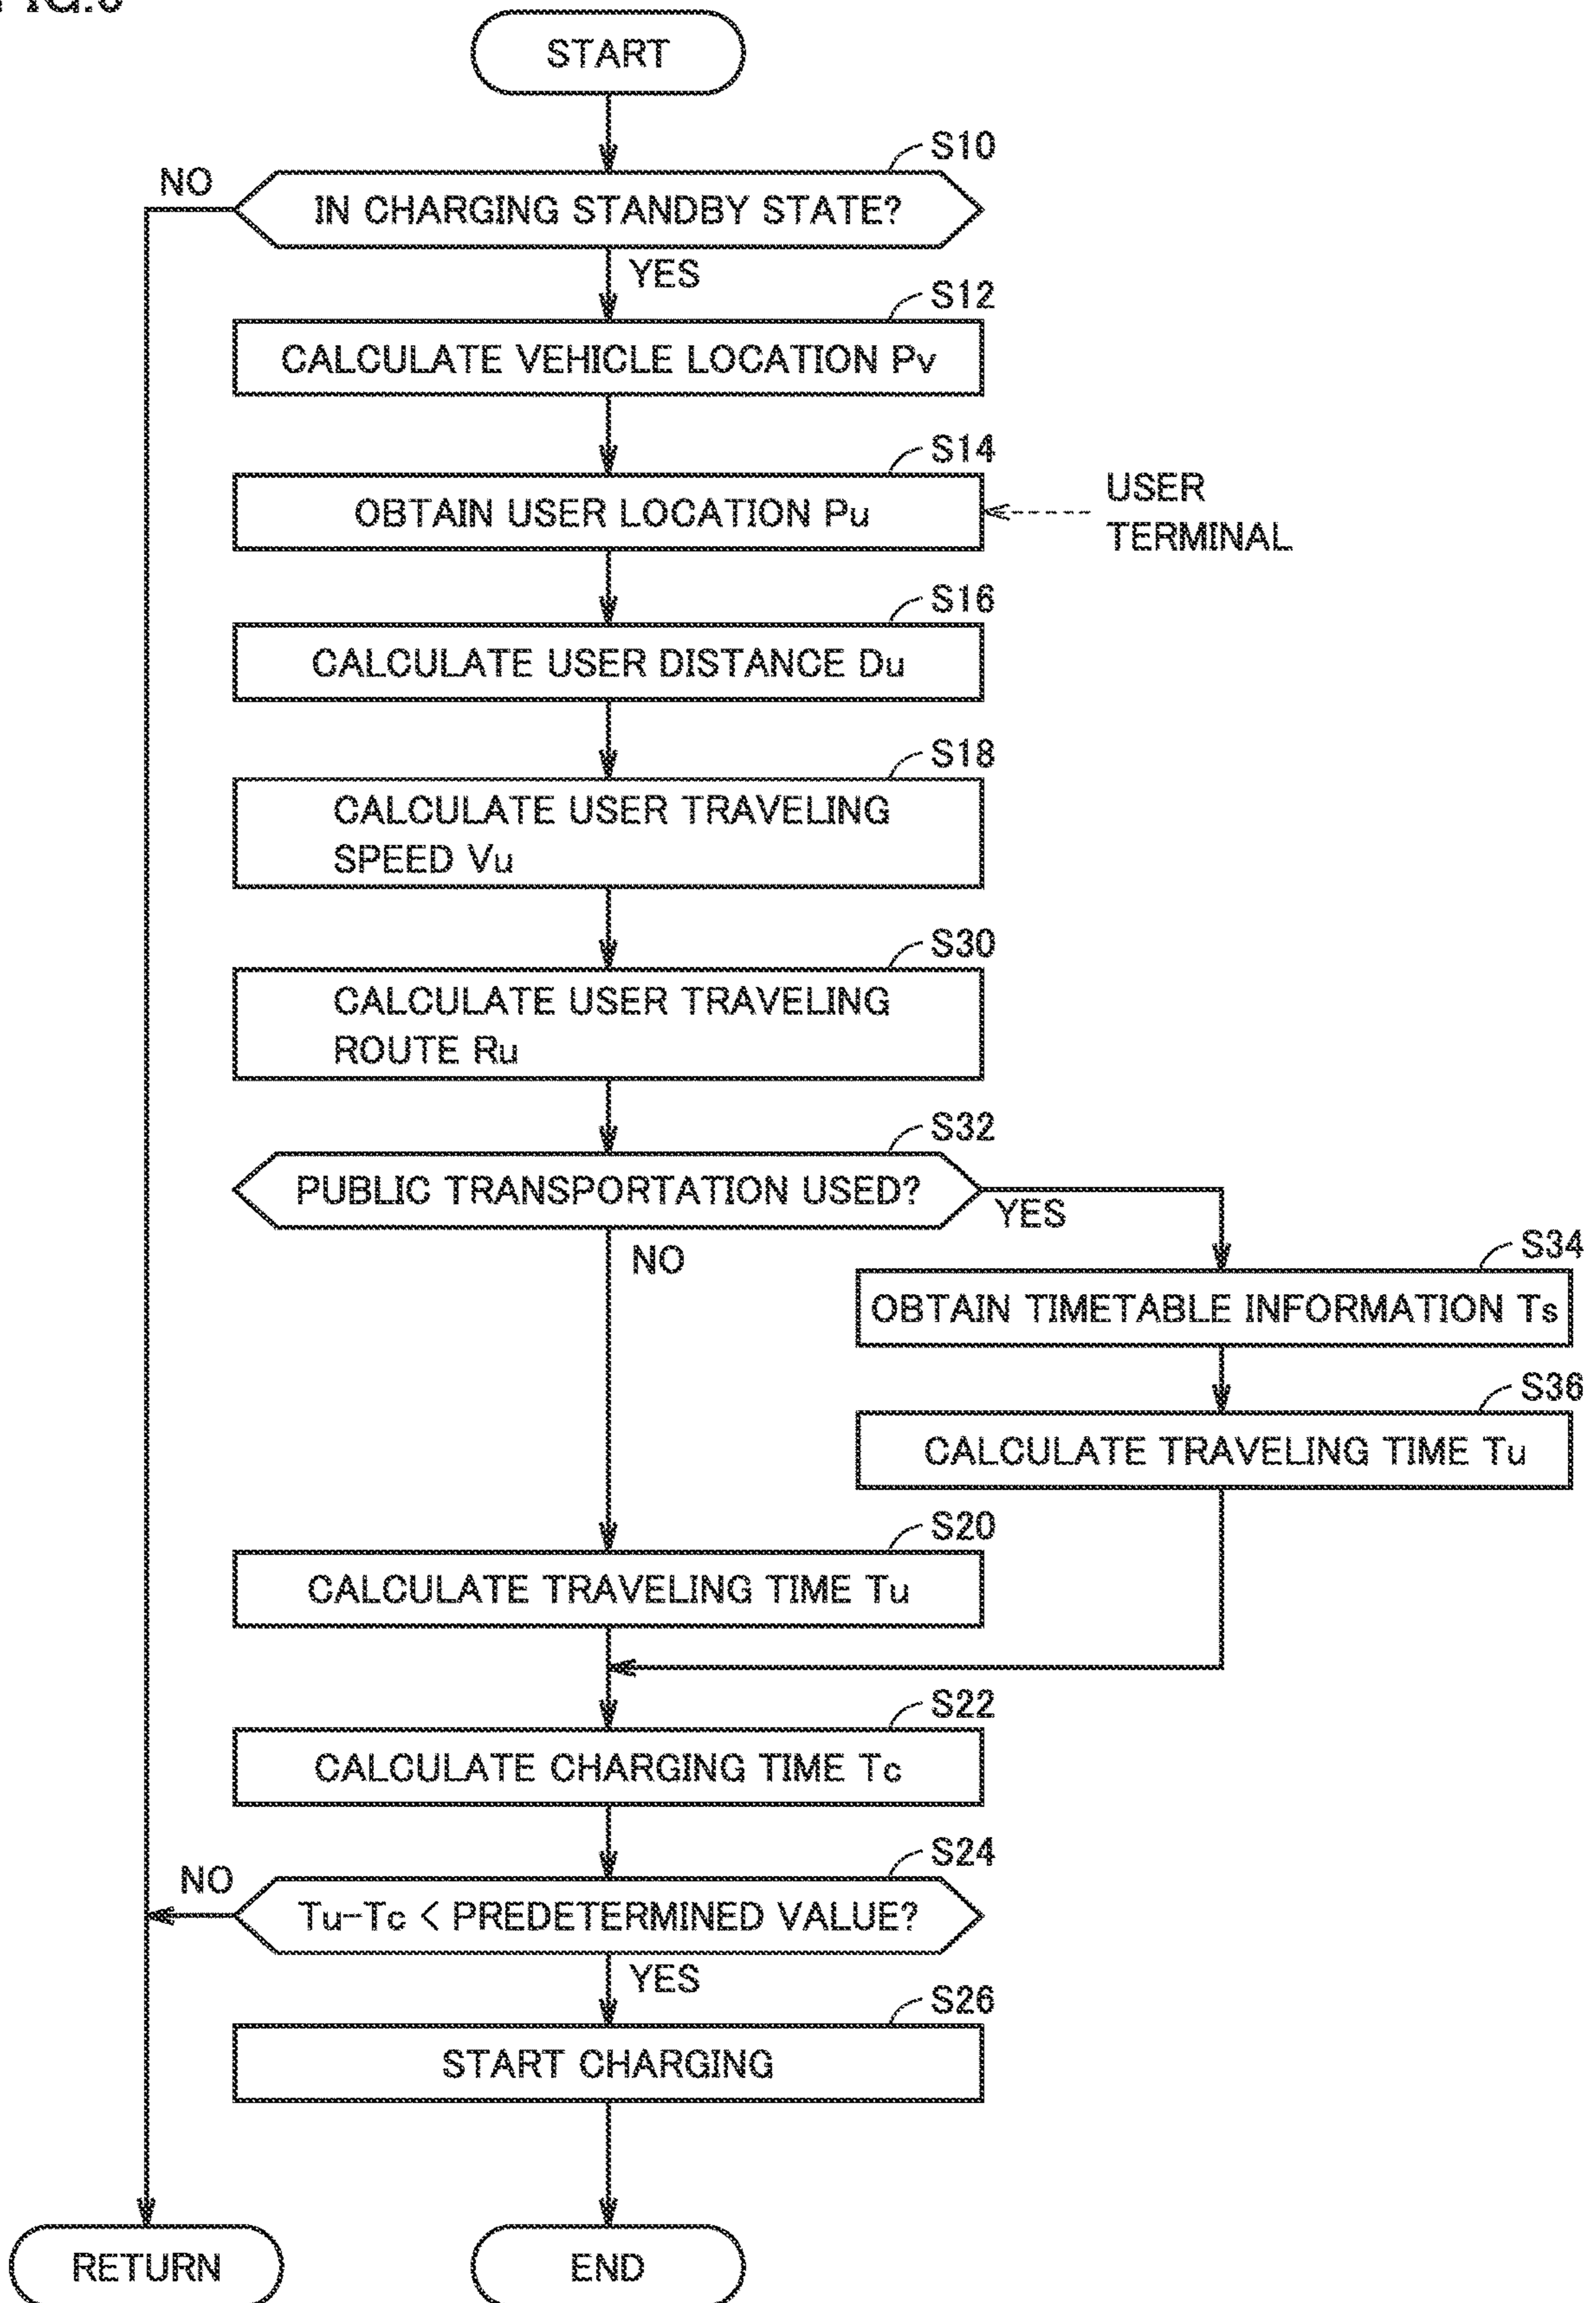 START
S10
NO
IN CHARGING STANDBY STATE?
YES
S12
CALCULATE VEHICLE LOCATION Pv
S14
OBTAIN USER LOCATION Pu
USER
TERMINAL
S16
CALCULATE USER DISTANCE Du
S18
CALCULATE USER TRAVELING
SPEED Vu
S30
CALCULATE USER TRAVELING
ROUTE Ru
S32
PUBLIC TRANSPORTATION USED?
YES
NO
S34
OBTAIN TIMETABLE INFORMATION Ts
S36
CALCULATE TRAVELING TIME Tu
S20
CALCULATE TRAVELING TIME Tu
S22
CALCULATE CHARGING TIME Tc
S24
NO
Tu-Tc < PREDETERMINED VALUE?
YES
S26
START CHARGING
RETURN
END